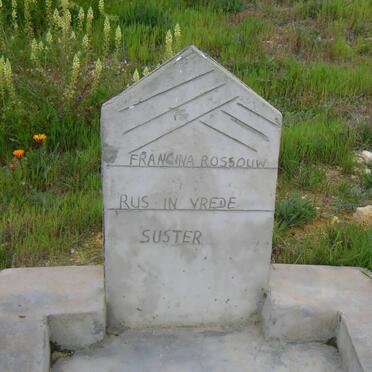 FRANCINA ROSSOUW
RUS IN VREDE
SUSTER